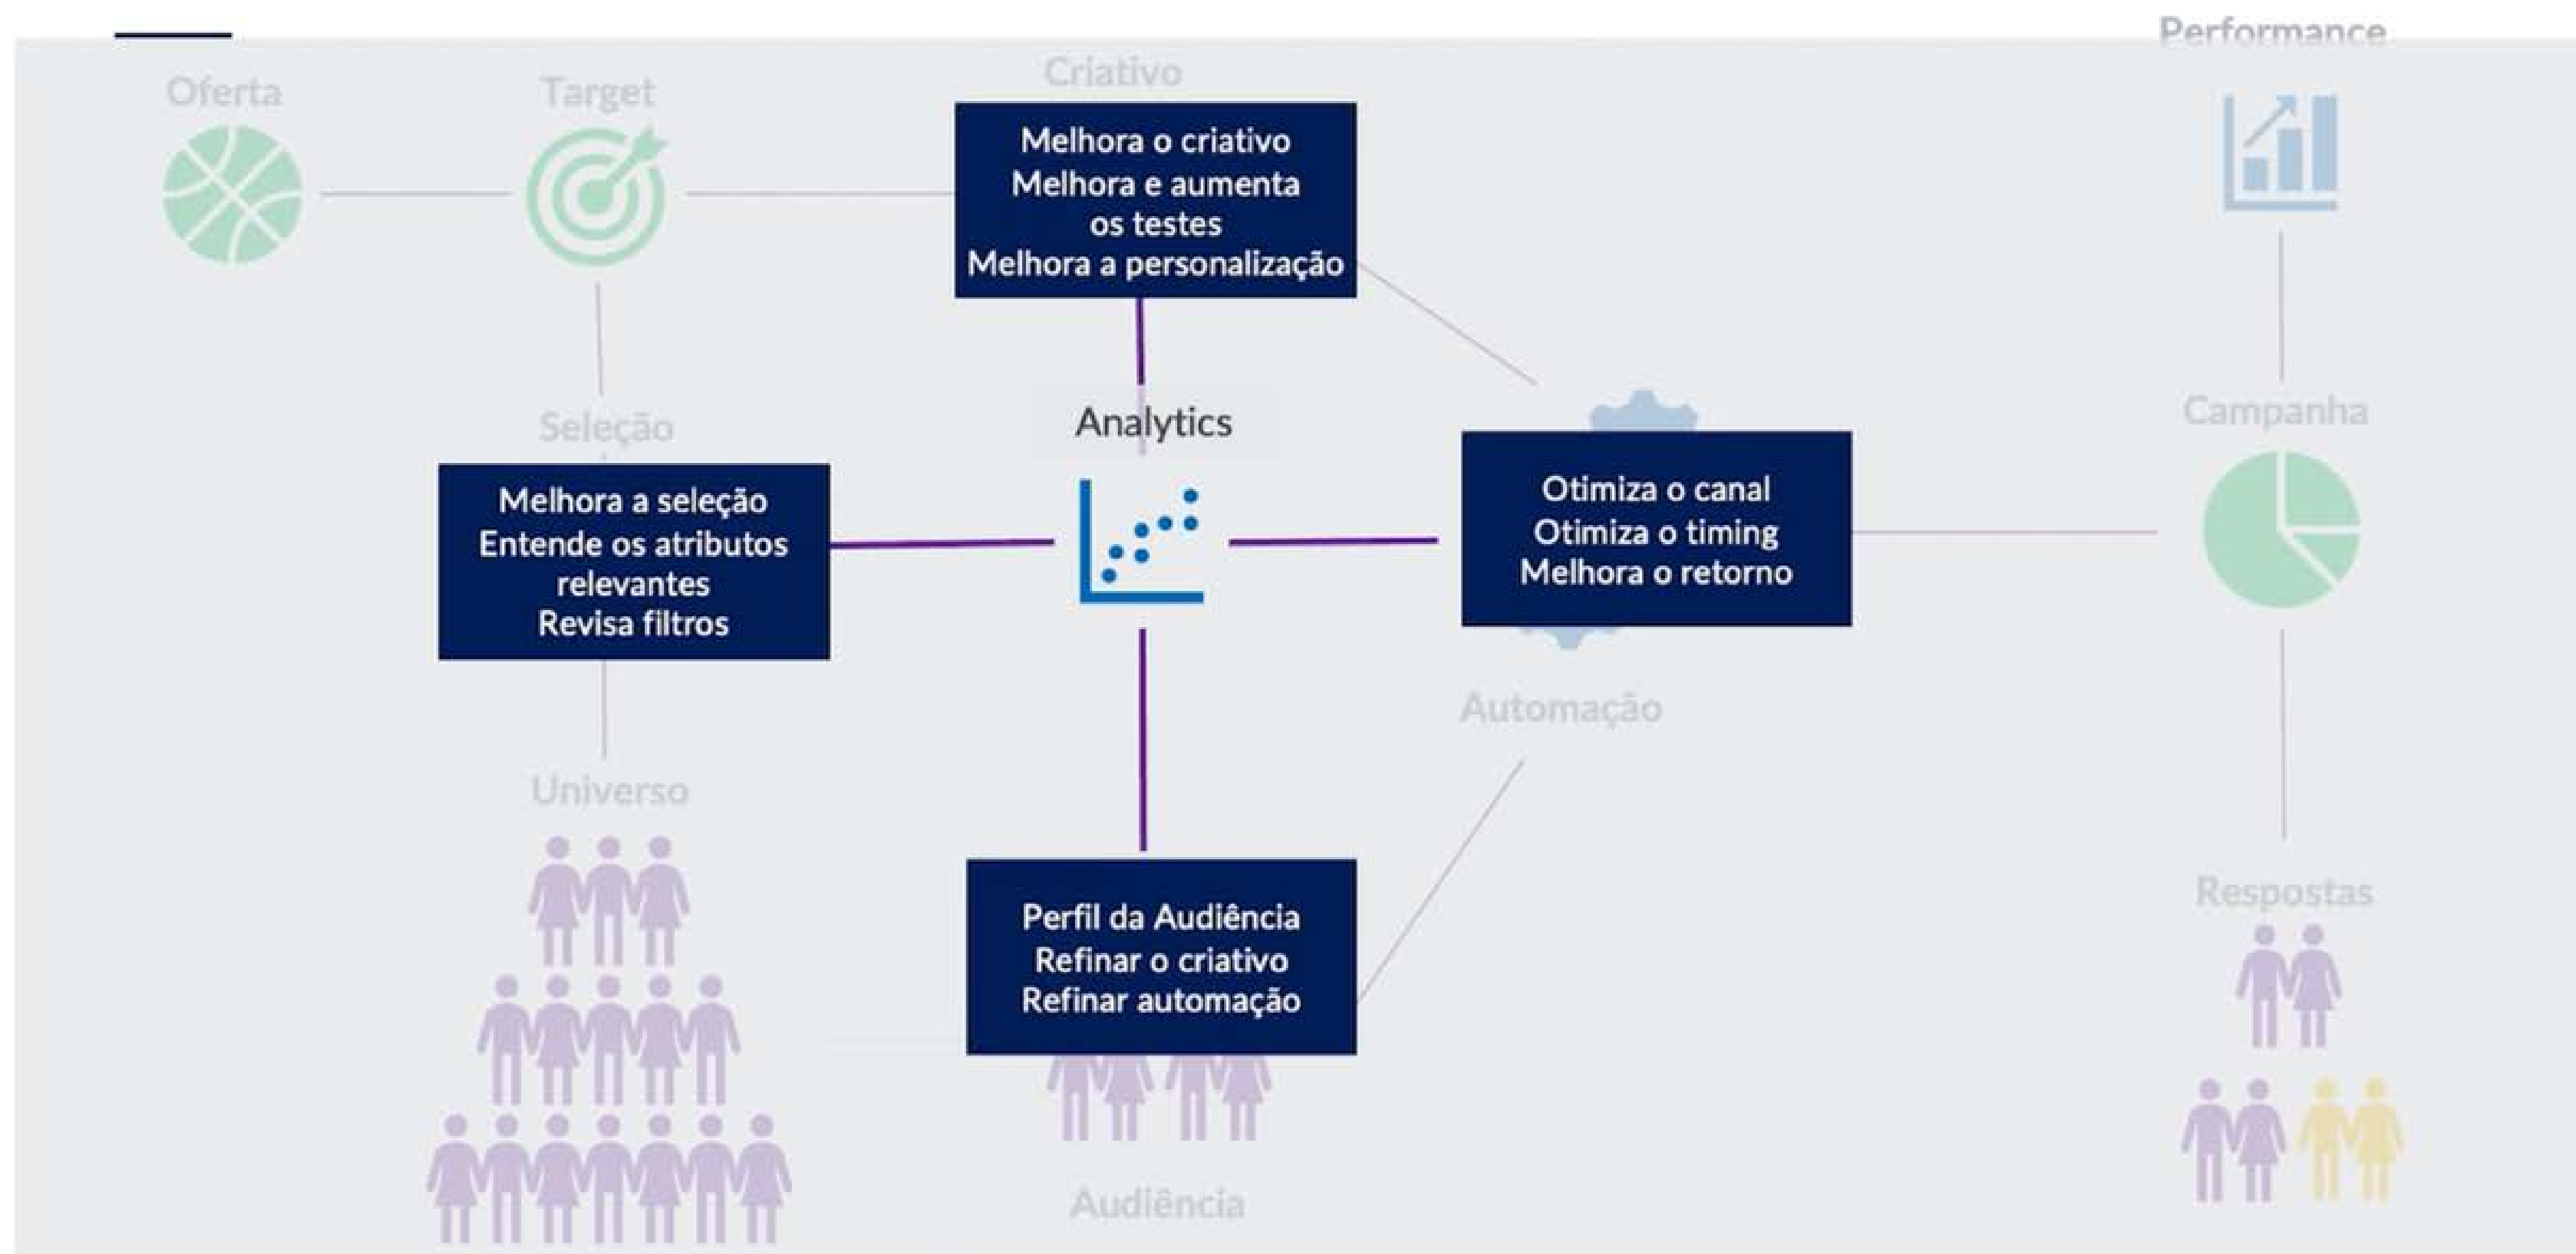 Performance
Oferta
Target
Criativo
Melhora o criativo
Melhora e aumenta
os testes
Melhora a personalização
Seleção
Melhora a seleção
Entende os atributos
relevantes
Revisa filtros
Analytics
Otimiza o canal
Otimiza o timing
Melhora o retorno
Automação
Campanha
Universo
Perfil da Audiência
Refinar o criativo
Refinar automação
Audiência
Respostas